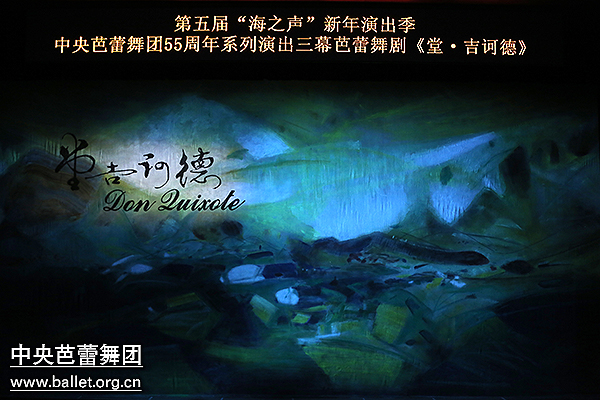 第五届“海之声”新年演出季
中央芭蕾舞团55周年系列演出三幕芭蕾舞剧《堂·吉诃德》
堂吉诃德
Don Quixote
中央芭蕾舞团
www.ballet.org.cn